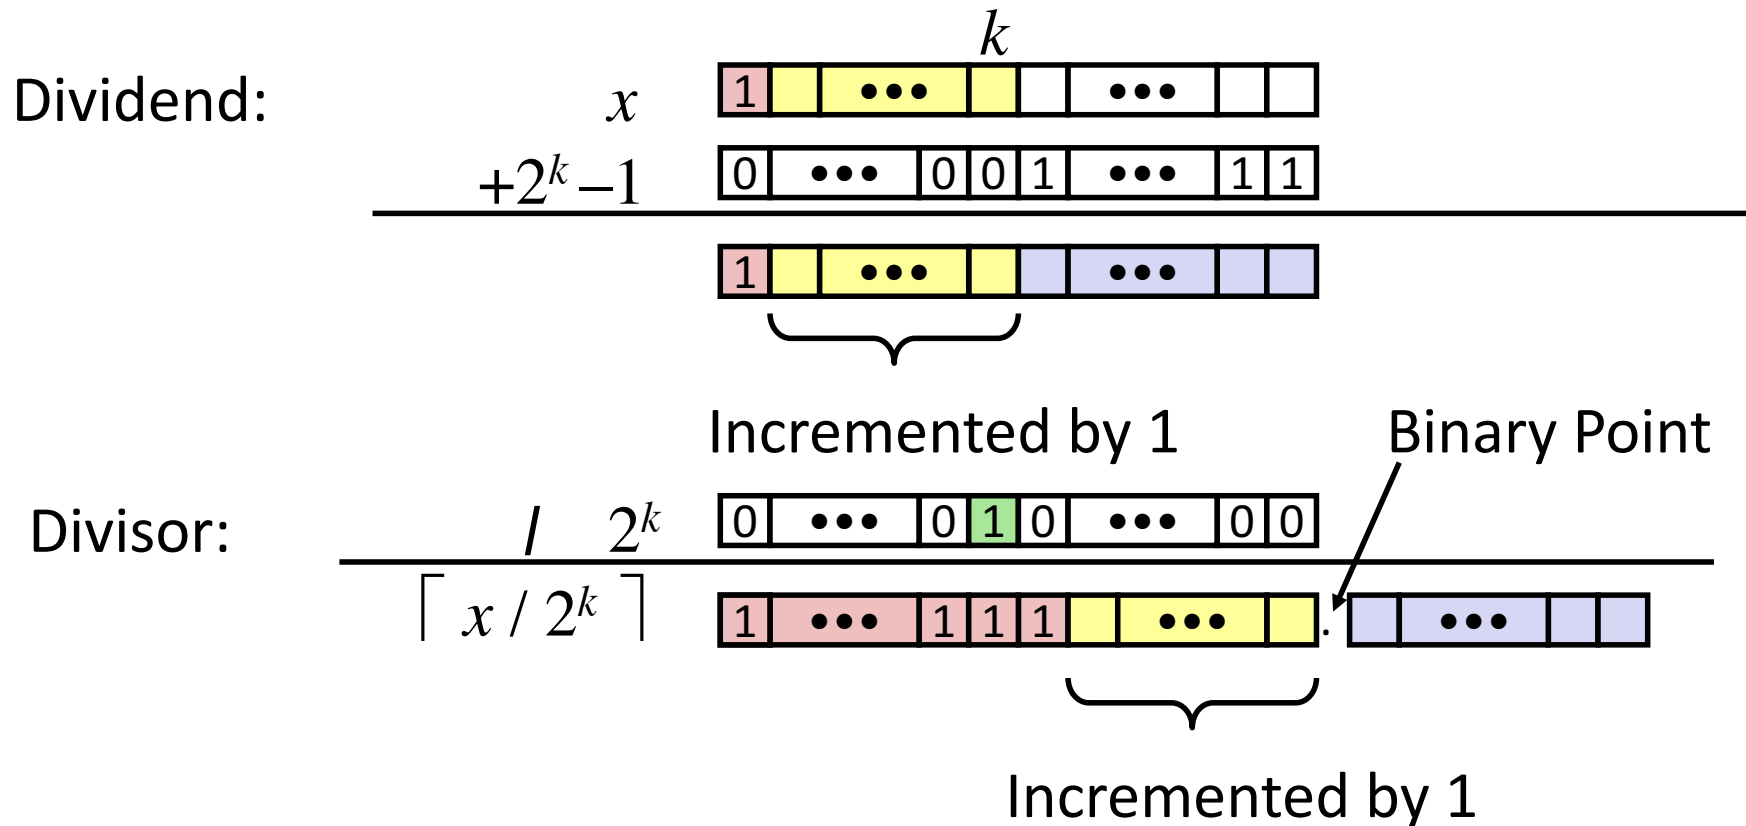 k
Dividend: x 1 ••• •••
+2^k –1 0 ••• 0 0 1 ••• 1 1
1 ••• •••
Incremented by 1 Binary Point
Divisor: / 2^k 0 ••• 0 1 0 ••• 0 0
⌈ x / 2^k ⌉ 1 ••• 1 1 1 ••• . •••
Incremented by 1